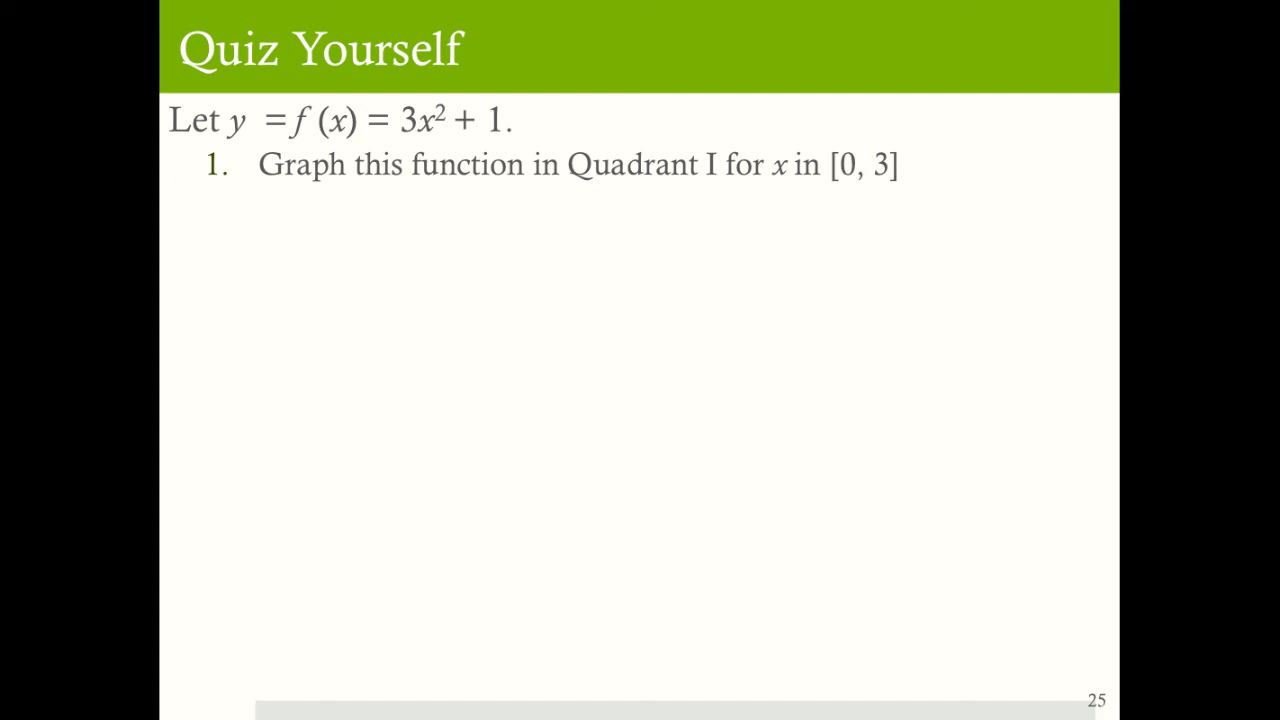 Quiz Yourself
Let y = f (x) = 3x² + 1.
1. Graph this function in Quadrant I for x in [0, 3]
25